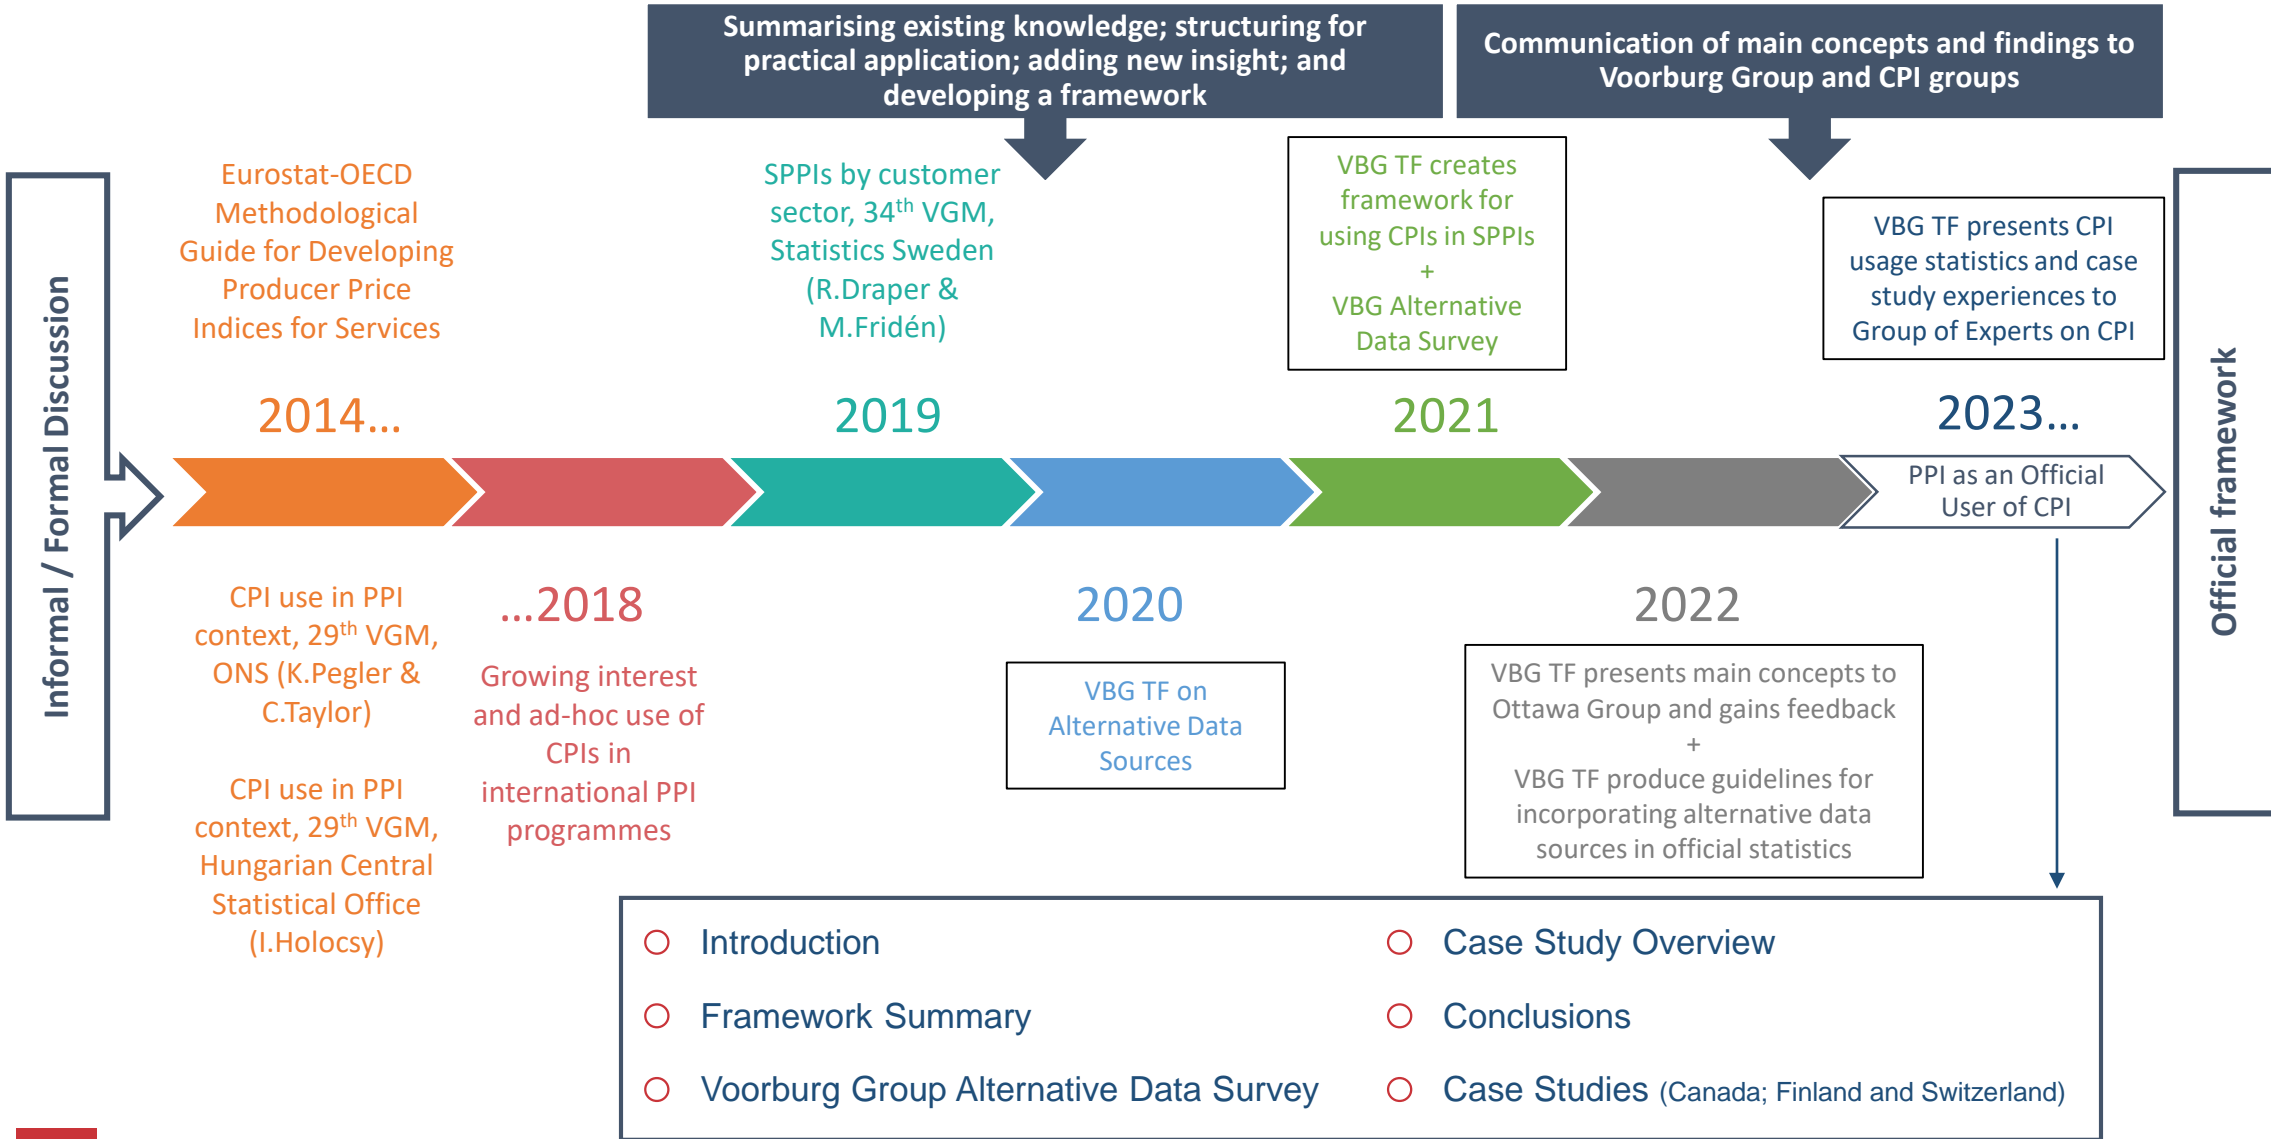 Summarising existing knowledge; structuring for
practical application; adding new insight; and
developing a framework
Communication of main concepts and findings to
Voorburg Group and CPI groups
Informal / Formal Discussion
Eurostat-OECD
Methodological
Guide for Developing
Producer Price
Indices for Services
SPPIs by customer
sector, 34th VGM,
Statistics Sweden
(R.Draper &
M.Fridén)
VBG TF creates
framework for
using CPIs in SPPIs
+
VBG Alternative
Data Survey
VBG TF presents CPI
usage statistics and case
study experiences to
Group of Experts on CPI
2014...
2019
2021
2023...
PPI as an Official
User of CPI
Official framework
CPI use in PPI
context, 29th VGM,
ONS (K.Pegler &
C.Taylor)
CPI use in PPI
context, 29th VGM,
Hungarian Central
Statistical Office
(I.Holocsy)
...2018
Growing interest
and ad-hoc use of
CPIs in
international PPI
programmes
2020
VBG TF on
Alternative Data
Sources
2022
VBG TF presents main concepts to
Ottawa Group and gains feedback
+
VBG TF produce guidelines for
incorporating alternative data
sources in official statistics
Introduction
Framework Summary
Voorburg Group Alternative Data Survey
Case Study Overview
Conclusions
Case Studies (Canada; Finland and Switzerland)